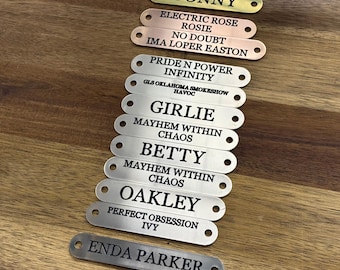 ELECTRIC ROSE
ROSIE
NO DOUBT
IMA LOPER EASTON
PRIDE N POWER
INFINITY
GLS OKLAHOMA SMOKESHOW
HAVOC
GIRLIE
MAYHEM WITHIN
CHAOS
BETTY
MAYHEM WITHIN
CHAOS
OAKLEY
PERFECT OBSESSION
IVY
ENDA PARKER